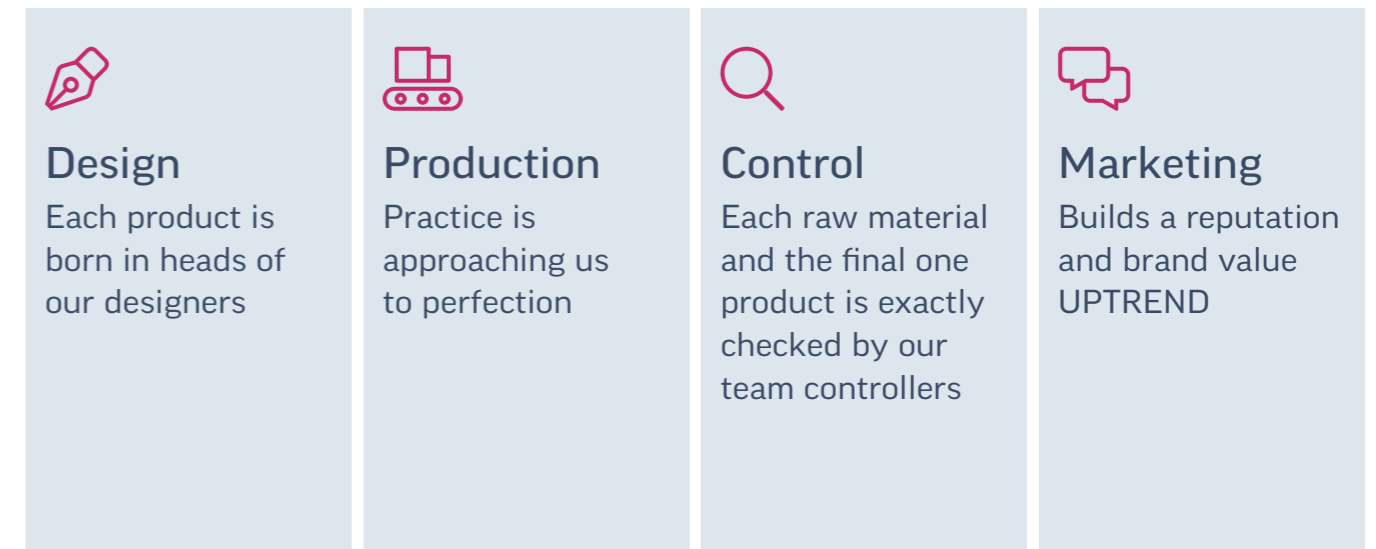 Design
Each product is
born in heads of
our designers
Production
Practice is
approaching us
to perfection
Control
Each raw material
and the final one
product is exactly
checked by our
team controllers
Marketing
Builds a reputation
and brand value
UPTREND